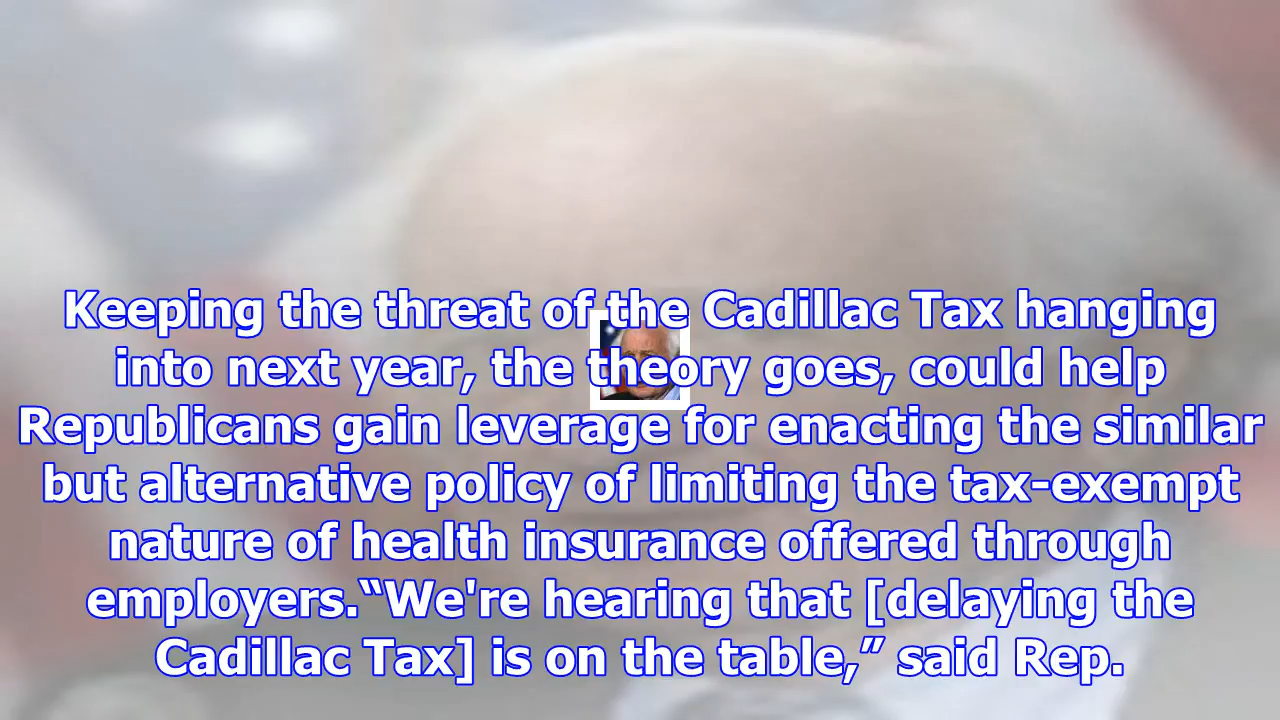 Keeping the threat of the Cadillac Tax hanging
into next year, the theory goes, could help
Republicans gain leverage for enacting the similar
but alternative policy of limiting the tax-exempt
nature of health insurance offered through
employers.“We're hearing that [delaying the
Cadillac Tax] is on the table,” said Rep.